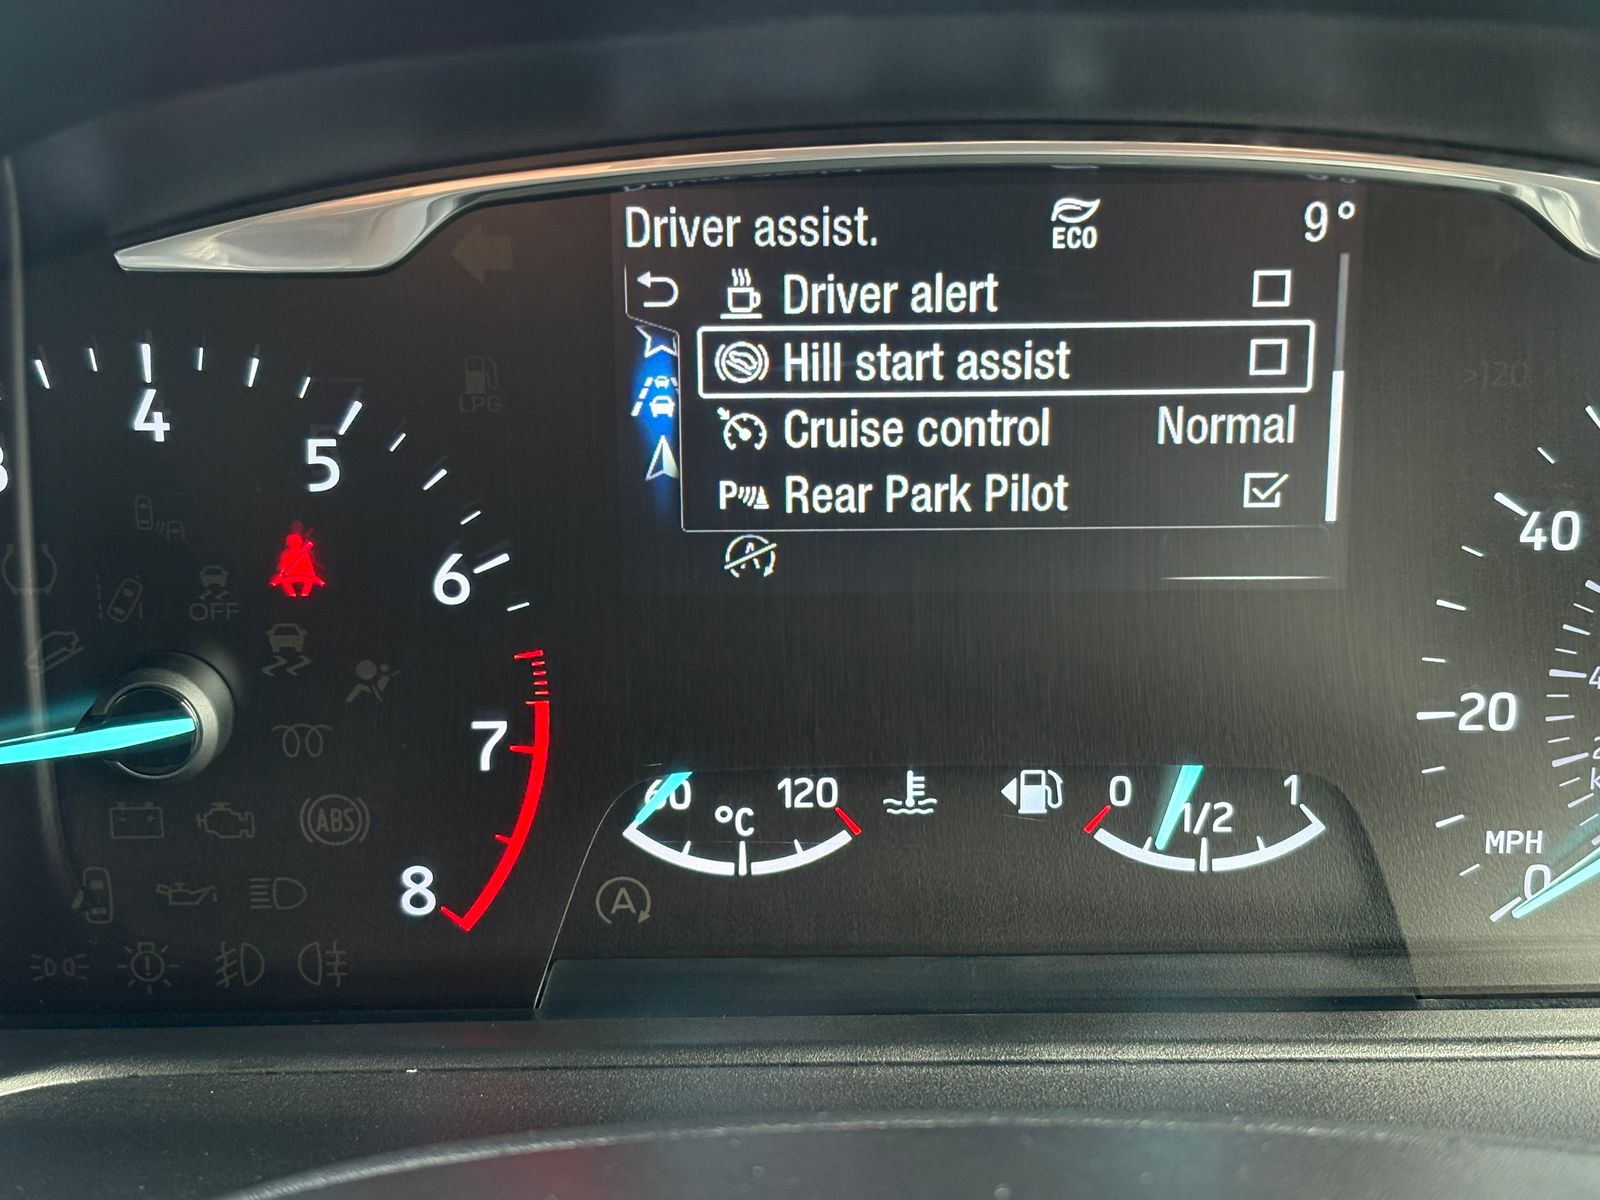 Driver assist.
ECO
9°
Driver alert
Hill start assist
Cruise control Normal
P Rear Park Pilot
A
LPG
>120
4
5
6
7
8
OFF
ABS
A
60 °C 120
0 1/2 1
40
20
MPH
0